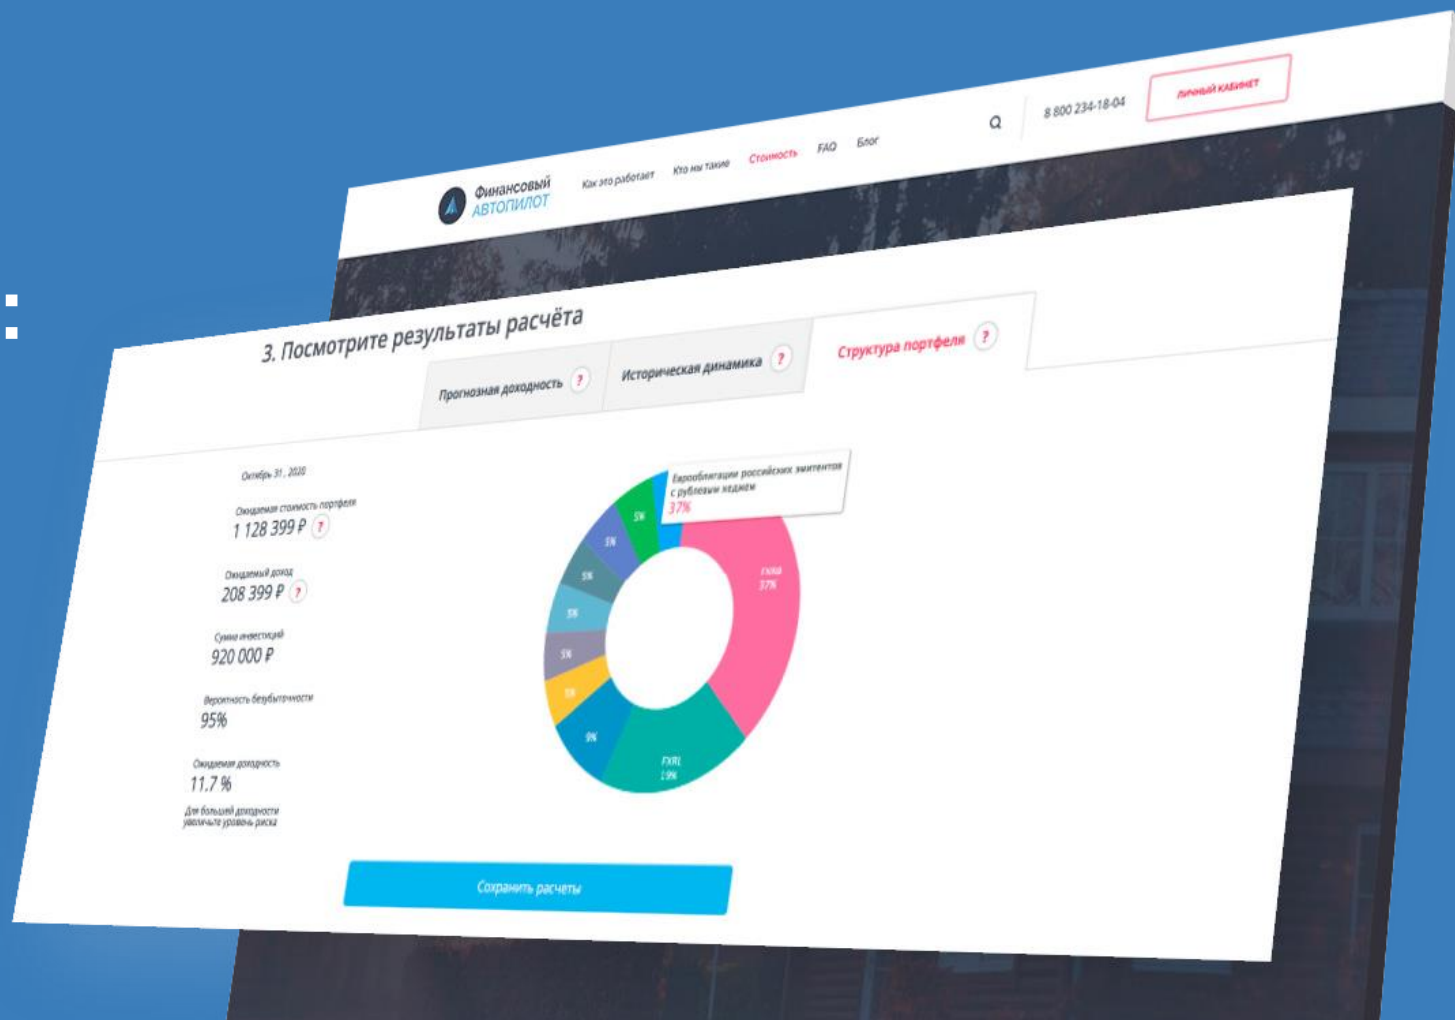 :
Финансовый
АВТОПИЛОТ
Как это работает
Кто мы такие
Стоимость
FAQ
Блог
8 800 234-18-04
ЛИЧНЫЙ КАБИНЕТ
3. Посмотрите результаты расчёта
Прогнозная доходность ?
Историческая динамика ?
Структура портфеля ?
Октябрь 31, 2020
Ожидаемая стоимость портфеля
1 128 399 ₽ ?
Ожидаемый доход
208 399 ₽ ?
Сумма инвестиций
920 000 ₽
Вероятность безубыточности
95%
Ожидаемая доходность
11,7 %
Для большей доходности
увеличьте уровень риска
Еврооблигации российских эмитентов
с рублевым хеджем
37%
5%
5%
5%
5%
5%
5%
9%
37%
FXRL
19%
Сохранить расчеты